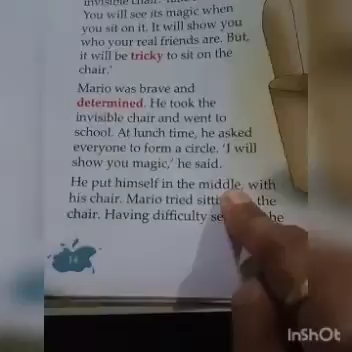 invisible chair.
You will see its magic when
you sit on it. It will show you
who your real friends are. But,
it will be tricky to sit on the
chair.'
Mario was brave and
determined. He took the
invisible chair and went to
school. At lunch time, he asked
everyone to form a circle. 'I will
show you magic,' he said.
He put himself in the middle, with
his chair. Mario tried the
chair. Having difficulty he
14
InShOt